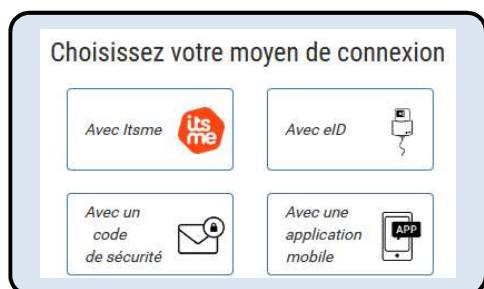 Choisissez votre moyen de connexion
Avec Itsme
its
me
Avec eID
Avec un
code
de sécurité
Avec une
application
mobile
APP